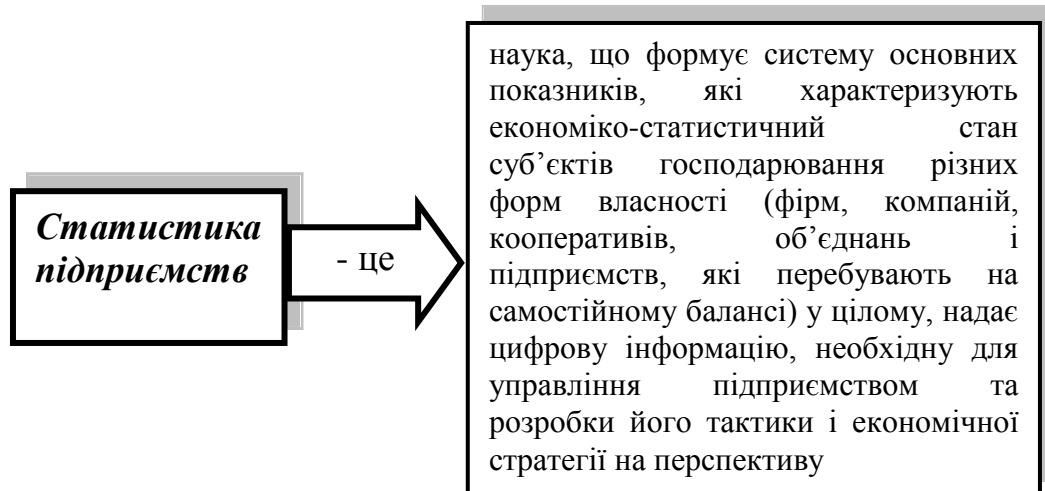 Статистика
підприємств
- це
наука, що формує систему основних
показників, які характеризують
економіко-статистичний стан
суб’єктів господарювання різних
форм власності (фірм, компаній,
кооперативів, об’єднань і
підприємств, які перебувають на
самостійному балансі) у цілому, надає
цифрову інформацію, необхідну для
управління підприємством та
розробки його тактики і економічної
стратегії на перспективу